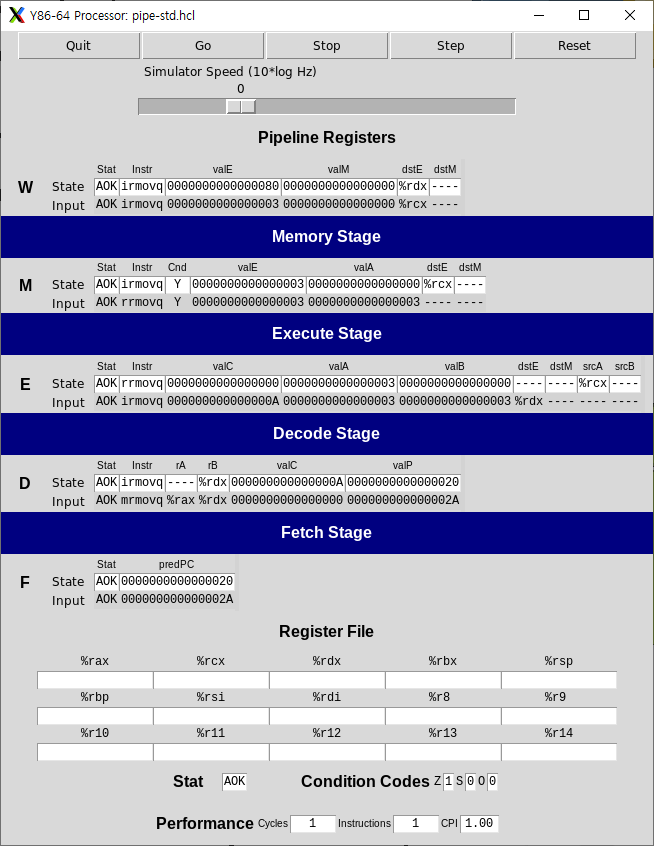 Y86-64 Processor: pipe-std.hcl
Quit Go Stop Step Reset
Simulator Speed (10*log Hz)
0
Pipeline Registers
Stat Instr valE valM dstE dstM
W State AOK irmovq 0000000000000080 0000000000000000 %rdx ----
Input AOK irmovq 0000000000000003 0000000000000000 %rcx ----
Memory Stage
Stat Instr Cnd valE valA dstE dstM
M State AOK irmovq Y 0000000000000003 0000000000000000 %rcx ----
Input AOK rrmovq Y 0000000000000003 0000000000000003 ---- ----
Execute Stage
Stat Instr valC valA valB dstE dstM srcA srcB
E State AOK rrmovq 0000000000000000 0000000000000003 0000000000000000 ---- ---- %rcx ----
Input AOK irmovq 000000000000000A 0000000000000003 0000000000000003 %rdx ---- ---- ----
Decode Stage
Stat Instr rA rB valC valP
D State AOK irmovq ---- %rdx 000000000000000A 0000000000000020
Input AOK mrmovq %rax %rdx 0000000000000000 000000000000002A
Fetch Stage
Stat predPC
F State AOK 0000000000000020
Input AOK 000000000000002A
Register File
%rax %rcx %rdx %rbx %rsp
%rbp %rsi %rdi %r8 %r9
%r10 %r11 %r12 %r13 %r14
Stat AOK Condition Codes Z 1 S 0 O 0
Performance Cycles 1 Instructions 1 CPI 1.00